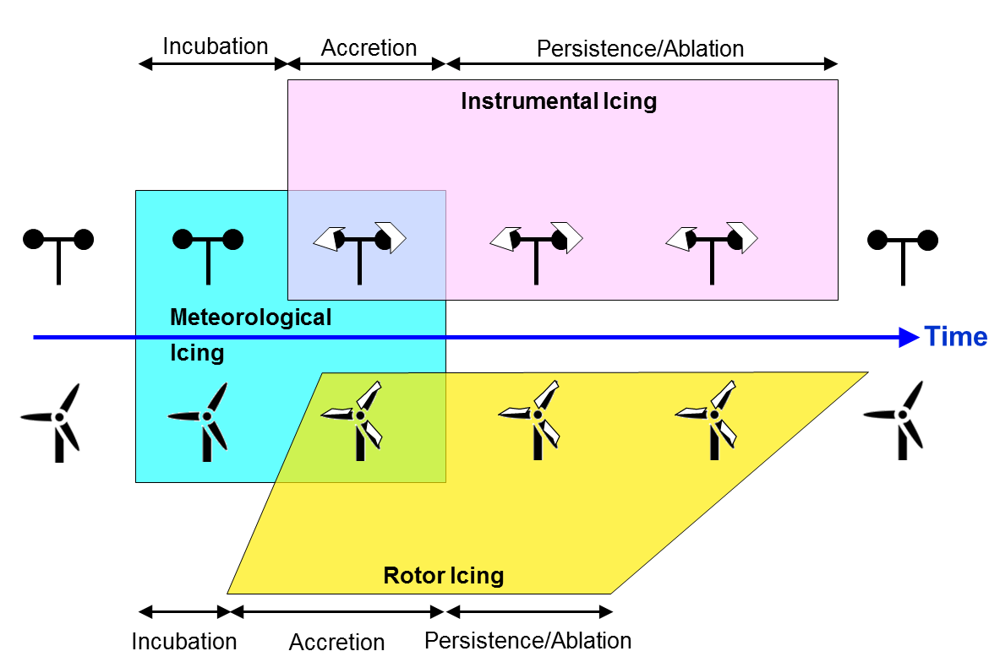 Incubation
Accretion
Persistence/Ablation
Instrumental Icing
Meteorological
Icing
Time
Rotor Icing
Incubation
Accretion
Persistence/Ablation